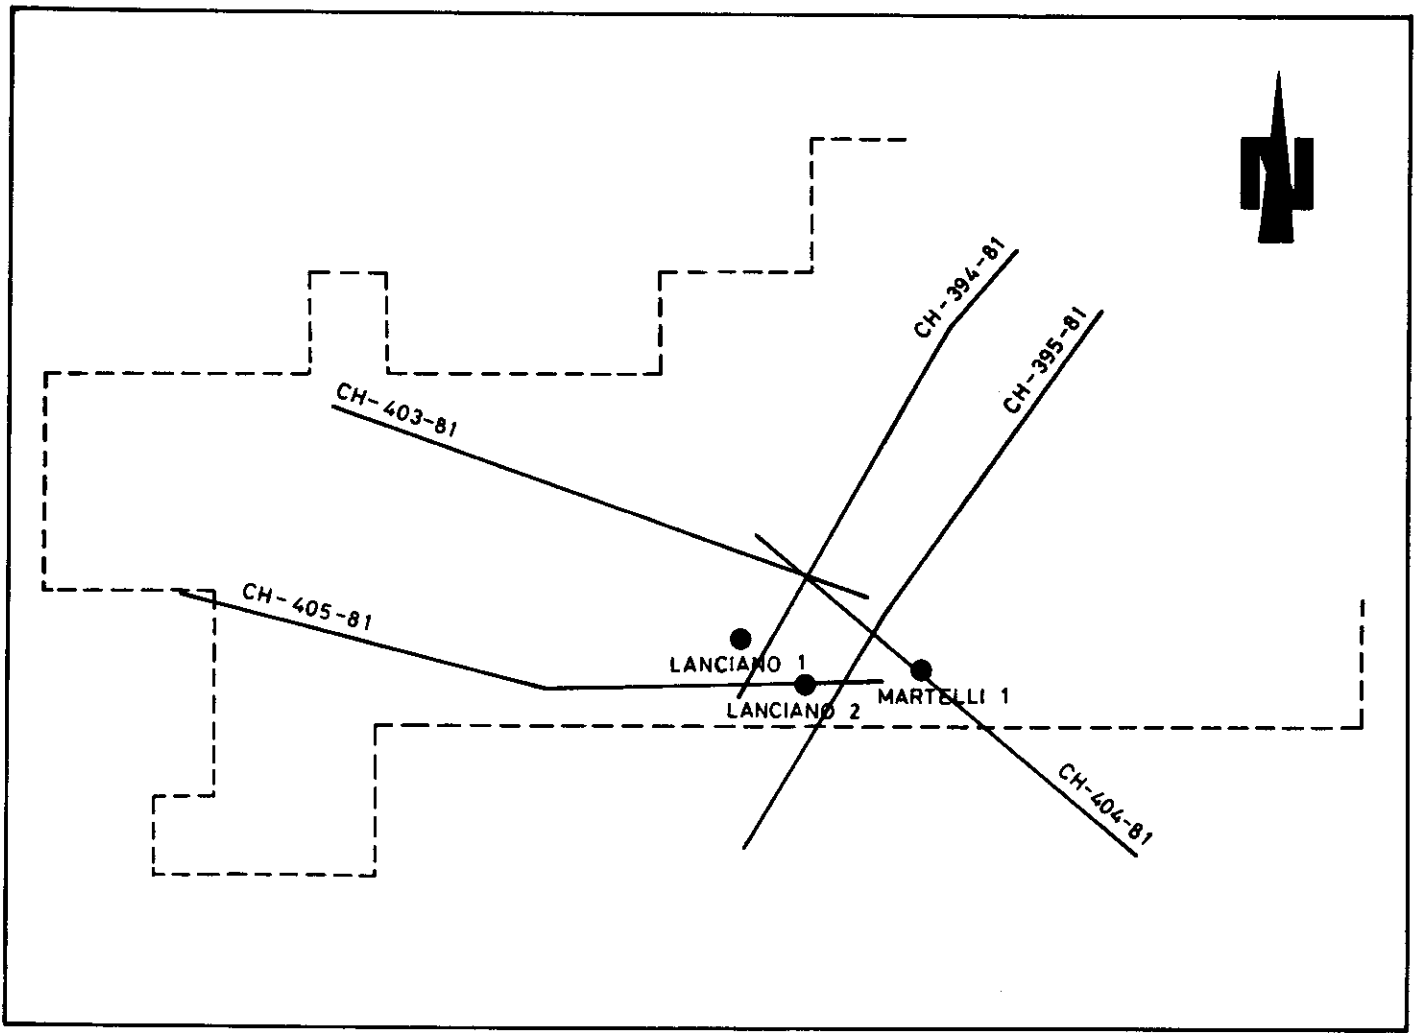 N
CH-394-81
CH-395-81
CH-403-81
CH-405-81
LANCIANO 1
MARTELLI 1
LANCIANO 2
CH-404-81